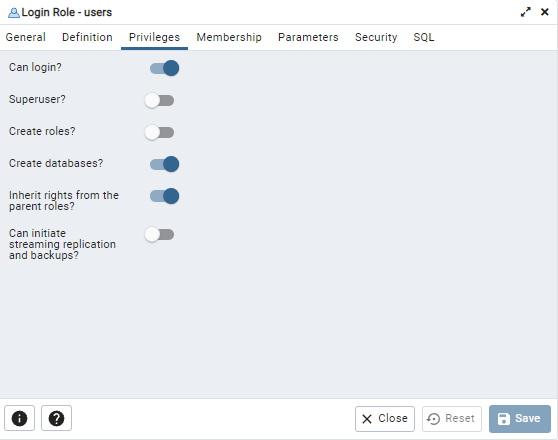 Login Role - users
General Definition Privileges Membership Parameters Security SQL
Can login?
Superuser?
Create roles?
Create databases?
Inherit rights from the
parent roles?
Can initiate
streaming replication
and backups?
Close Reset Save